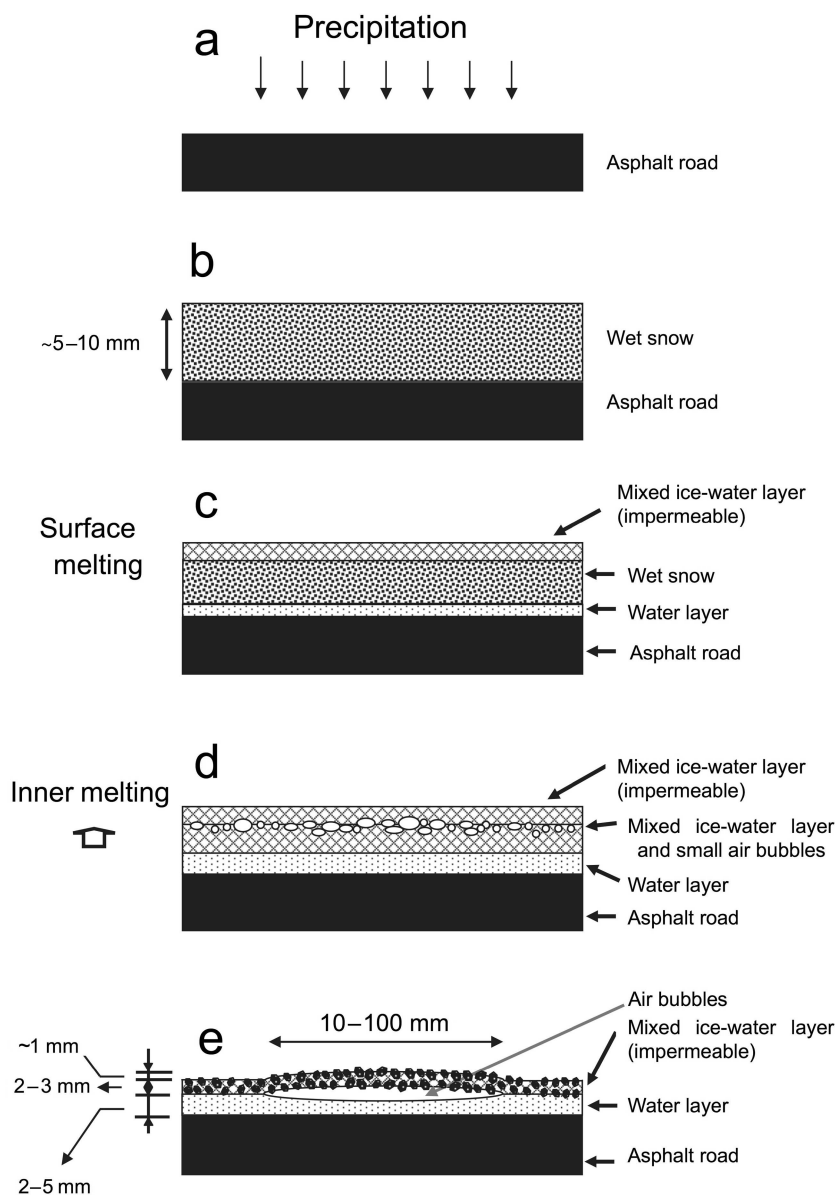 a
Precipitation
Asphalt road
b
~5–10 mm
Wet snow
Asphalt road
c
Surface
melting
Mixed ice-water layer
(impermeable)
Wet snow
Water layer
Asphalt road
d
Inner melting
Mixed ice-water layer
(impermeable)
Mixed ice-water layer
and small air bubbles
Water layer
Asphalt road
e
10–100 mm
~1 mm
2–3 mm
2–5 mm
Air bubbles
Mixed ice-water layer
(impermeable)
Water layer
Asphalt road